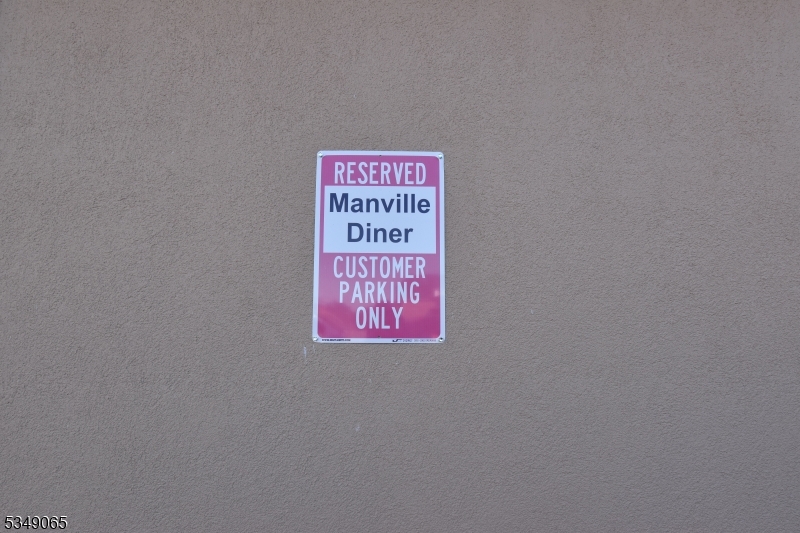 RESERVED
Manville
Diner
CUSTOMER
PARKING
ONLY
5349065